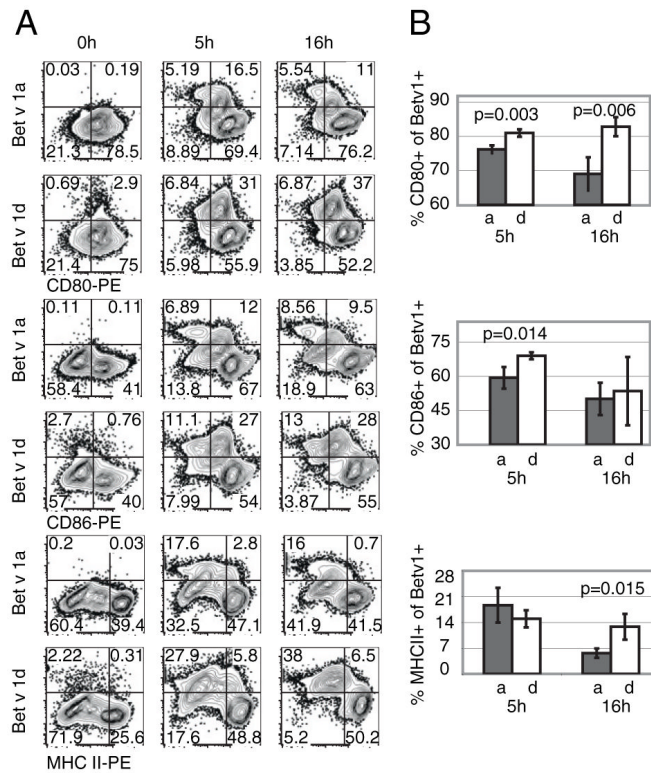 A
B
0h 5h 16h
Bet v 1a
0.03 0.19
21.3 78.5
5.19 16.5
8.89 69.4
5.54 11
7.14 76.2
Bet v 1d
0.69 2.9
21.4 75
6.84 31
5.98 55.9
6.87 37
3.85 52.2
CD80-PE
Bet v 1a
0.11 0.11
58.4 41
6.89 12
13.8 67
8.56 9.5
18.9 63
Bet v 1d
2.7 0.76
57 40
11.1 27
7.99 54
13 28
3.87 55
CD86-PE
Bet v 1a
0.2 0.03
60.4 39.4
17.6 2.8
32.5 47.1
16 0.7
41.9 41.5
Bet v 1d
2.22 0.31
71.9 25.6
27.9 5.8
17.6 48.8
38 6.5
5.2 50.2
MHC II-PE
% CD80+ of Betv1+
90
80
70
60
p=0.003 p=0.006
a d a d
5h 16h
% CD86+ of Betv1+
75
60
45
30
p=0.014
a d a d
5h 16h
% MHCII+ of Betv1+
28
21
14
7
0
p=0.015
a d a d
5h 16h